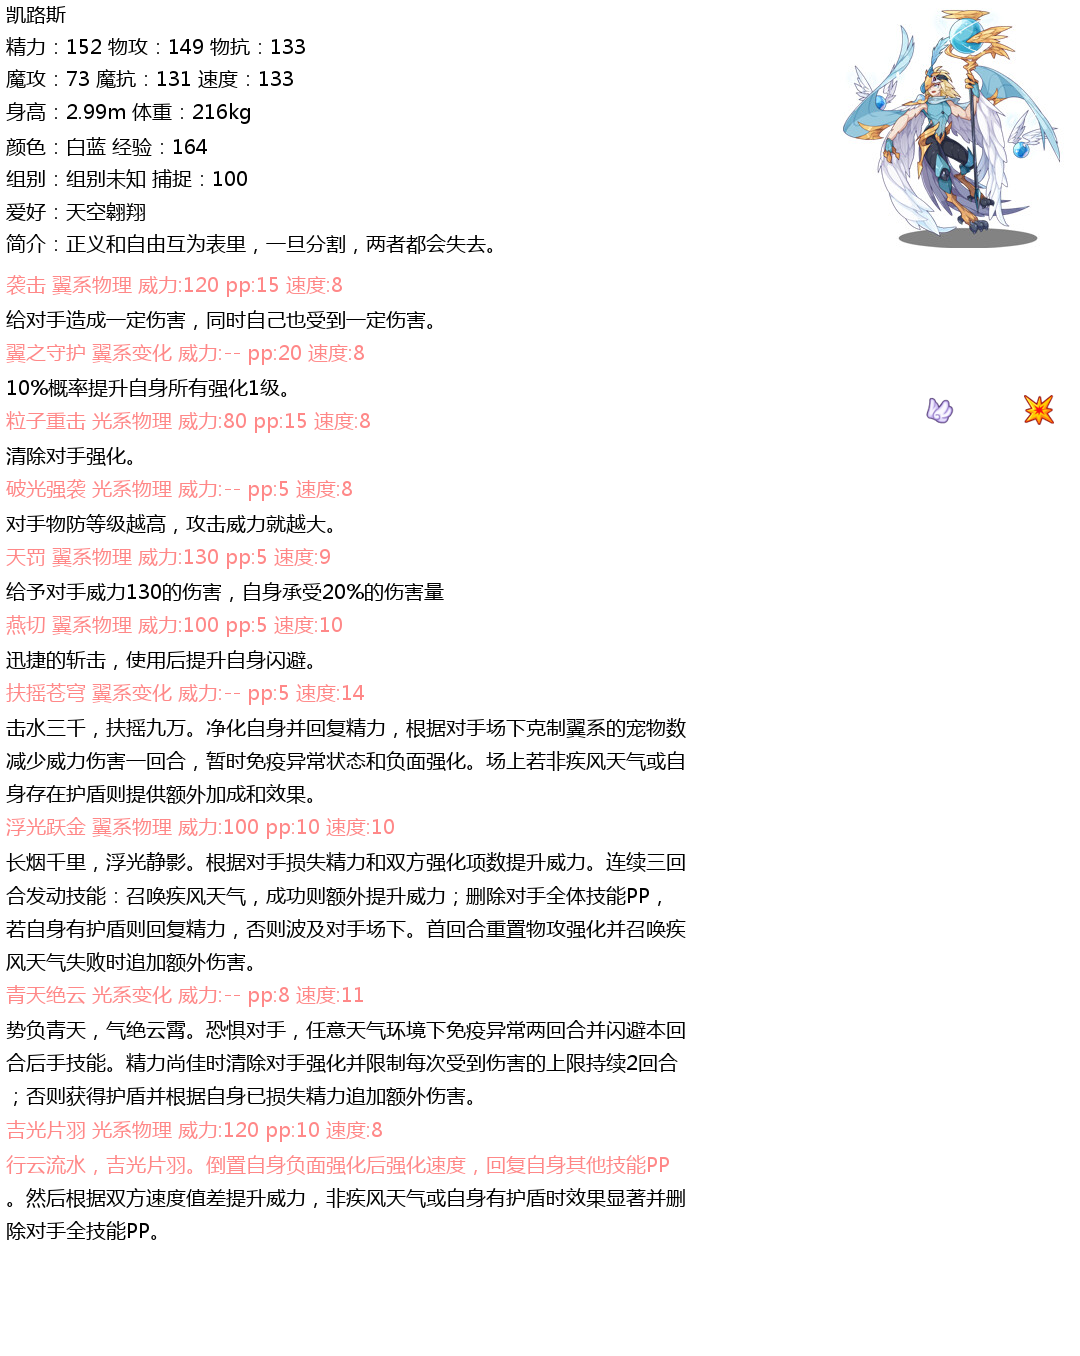 凯路斯
精力：152 物攻：149 物抗：133
魔攻：73 魔抗：131 速度：133
身高：2.99m 体重：216kg
颜色：白蓝 经验：164
组别：组别未知 捕捉：100
爱好：天空翱翔
简介：正义和自由互为表里，一旦分割，两者都会失去。
袭击 翼系物理 威力:120 pp:15 速度:8
给对手造成一定伤害，同时自己也受到一定伤害。
翼之守护 翼系变化 威力:-- pp:20 速度:8
10%概率提升自身所有强化1级。
粒子重击 光系物理 威力:80 pp:15 速度:8
清除对手强化。
破光强袭 光系物理 威力:-- pp:5 速度:8
对手物防等级越高，攻击威力就越大。
天罚 翼系物理 威力:130 pp:5 速度:9
给予对手威力130的伤害，自身承受20%的伤害量
燕切 翼系物理 威力:100 pp:5 速度:10
迅捷的斩击，使用后提升自身闪避。
扶摇苍穹 翼系变化 威力:-- pp:5 速度:14
击水三千，扶摇九万。净化自身并回复精力，根据对手场下克制翼系的宠物数
减少威力伤害一回合，暂时免疫异常状态和负面强化。场上若非疾风天气或自
身存在护盾则提供额外加成和效果。
浮光跃金 翼系物理 威力:100 pp:10 速度:10
长烟千里，浮光静影。根据对手损失精力和双方强化项数提升威力。连续三回
合发动技能：召唤疾风天气，成功则额外提升威力；删除对手全体技能PP，
若自身有护盾则回复精力，否则波及对手场下。首回合重置物攻强化并召唤疾
风天气失败时追加额外伤害。
青天绝云 光系变化 威力:-- pp:8 速度:11
势负青天，气绝云霄。恐惧对手，任意天气环境下免疫异常两回合并闪避本回
合后手技能。精力尚佳时清除对手强化并限制每次受到伤害的上限持续2回合
；否则获得护盾并根据自身已损失精力追加额外伤害。
吉光片羽 光系物理 威力:120 pp:10 速度:8
行云流水，吉光片羽。倒置自身负面强化后强化速度，回复自身其他技能PP
。然后根据双方速度值差提升威力，非疾风天气或自身有护盾时效果显著并删
除对手全技能PP。